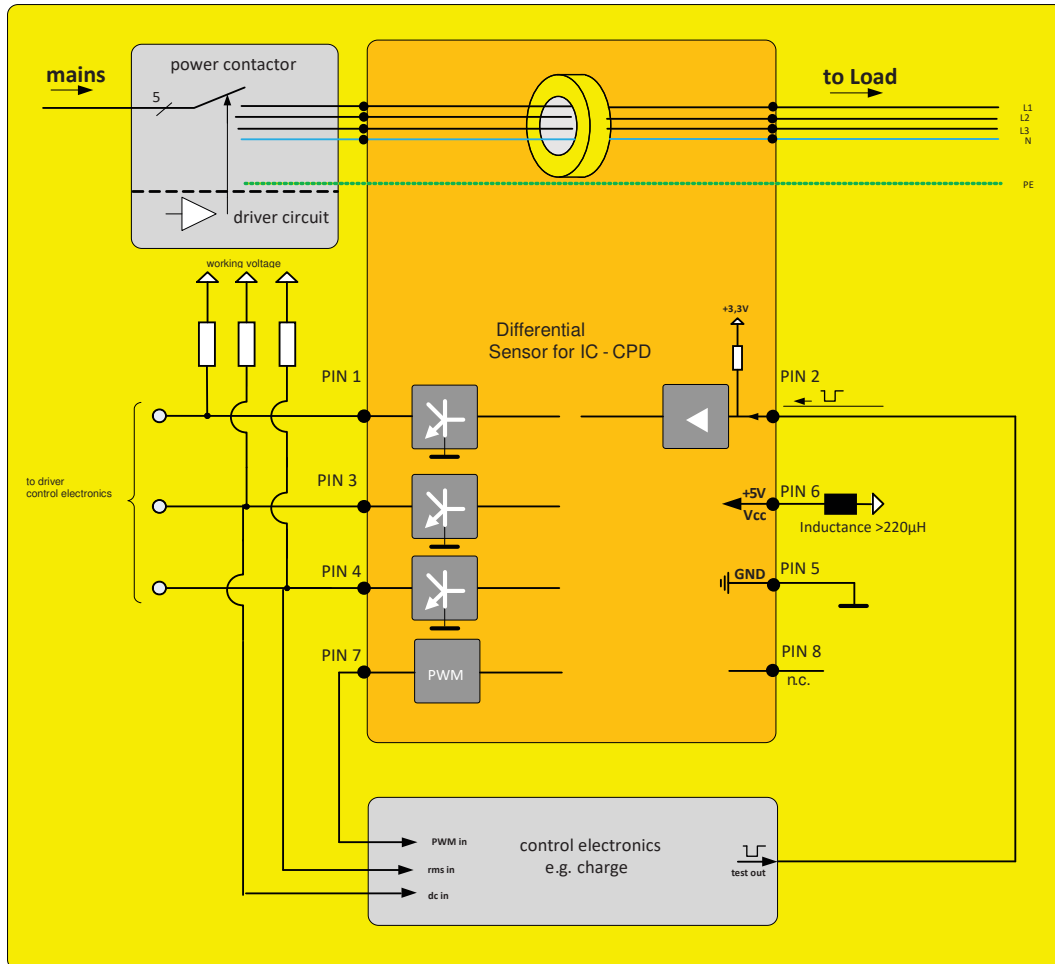 power contactor
mains
5
to Load
L1
L2
L3
N
PE
driver circuit
working voltage
+3,3V
Differential
Sensor for IC - CPD
PIN 1
PIN 2
to driver
control electronics
PIN 3
+5V
Vcc
PIN 6
Inductance >220µH
PIN 4
GND
PIN 5
PIN 7
PWM
PIN 8
n.c.
PWM in
rms in
dc in
control electronics
e.g. charge
test out